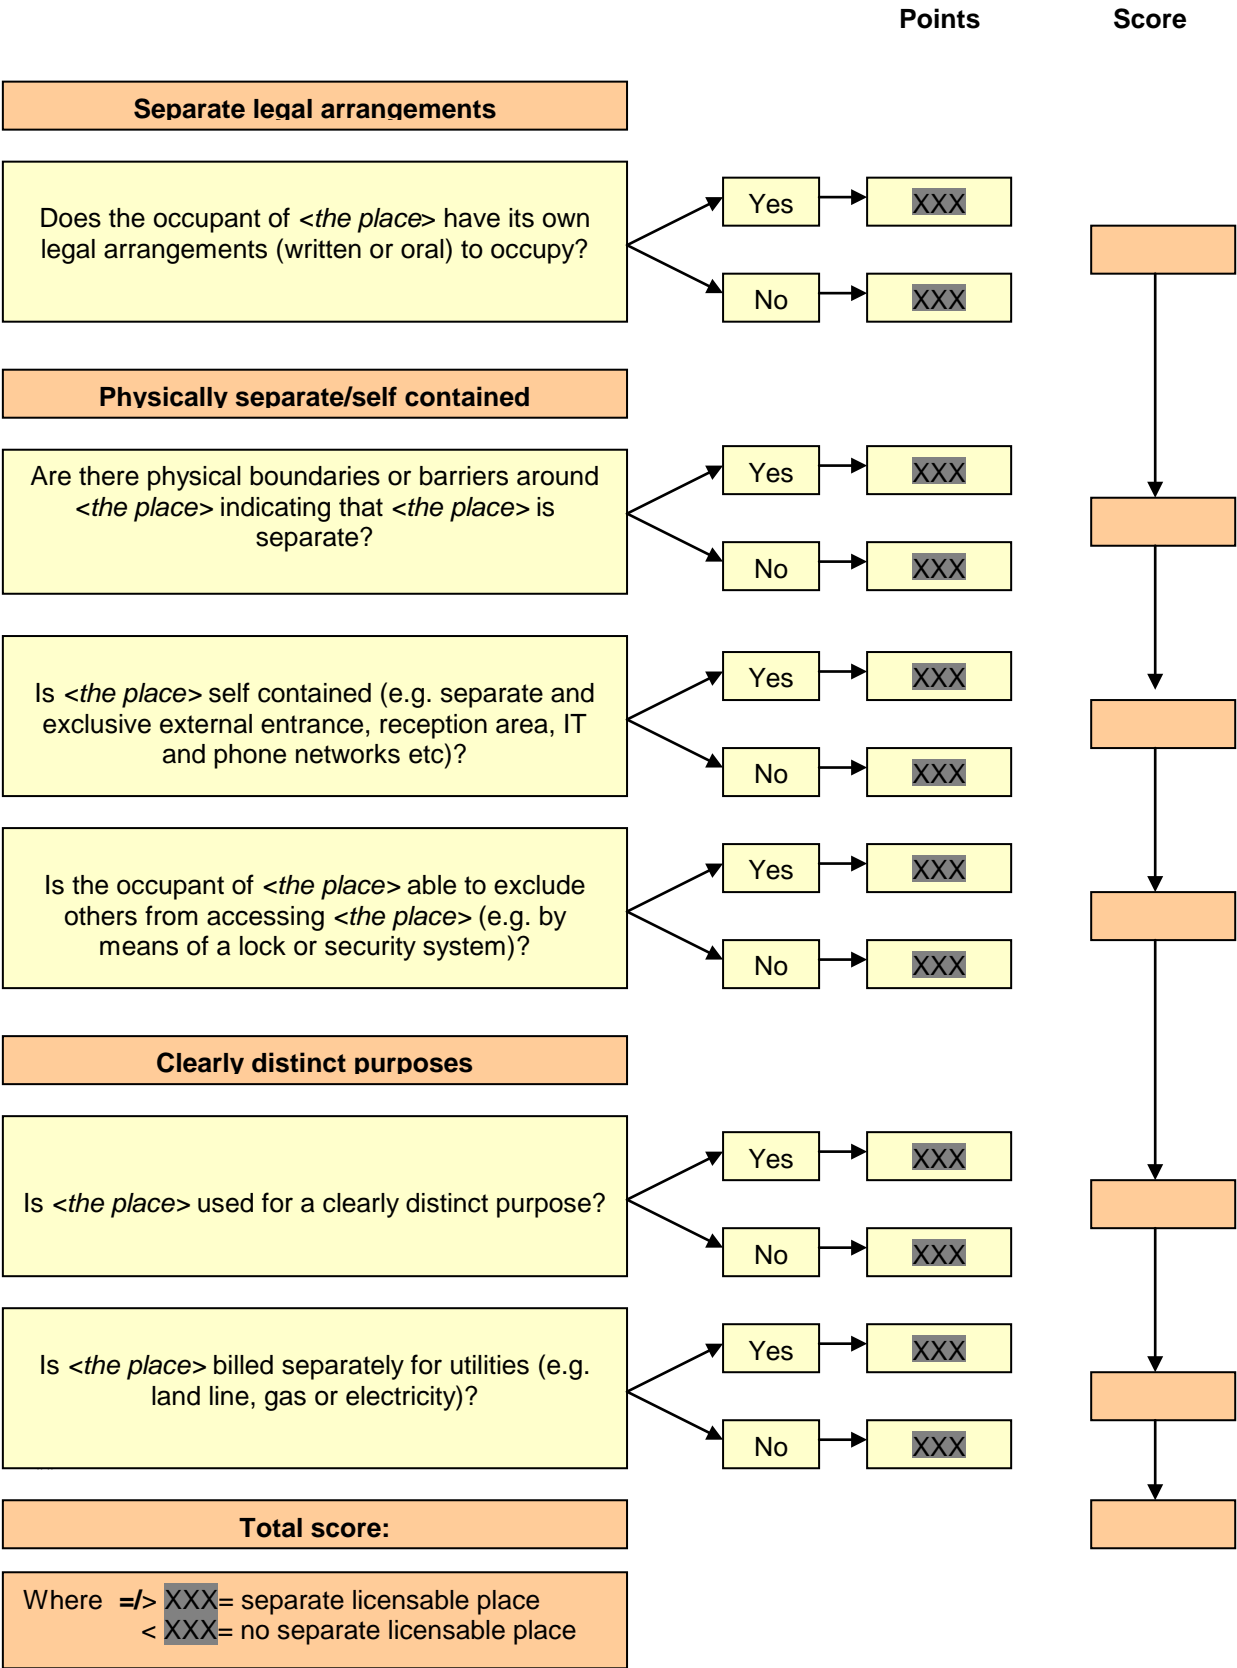 Points Score
Separate legal arrangements
Does the occupant of <the place> have its own
legal arrangements (written or oral) to occupy?
Yes XXX
No XXX
Physically separate/self contained
Are there physical boundaries or barriers around
<the place> indicating that <the place> is
separate?
Yes XXX
No XXX
Is <the place> self contained (e.g. separate and
exclusive external entrance, reception area, IT
and phone networks etc)?
Yes XXX
No XXX
Is the occupant of <the place> able to exclude
others from accessing <the place> (e.g. by
means of a lock or security system)?
Yes XXX
No XXX
Clearly distinct purposes
Is <the place> used for a clearly distinct purpose?
Yes XXX
No XXX
Is <the place> billed separately for utilities (e.g.
land line, gas or electricity)?
Yes XXX
No XXX
Total score:
Where =/> XXX= separate licensable place
< XXX= no separate licensable place